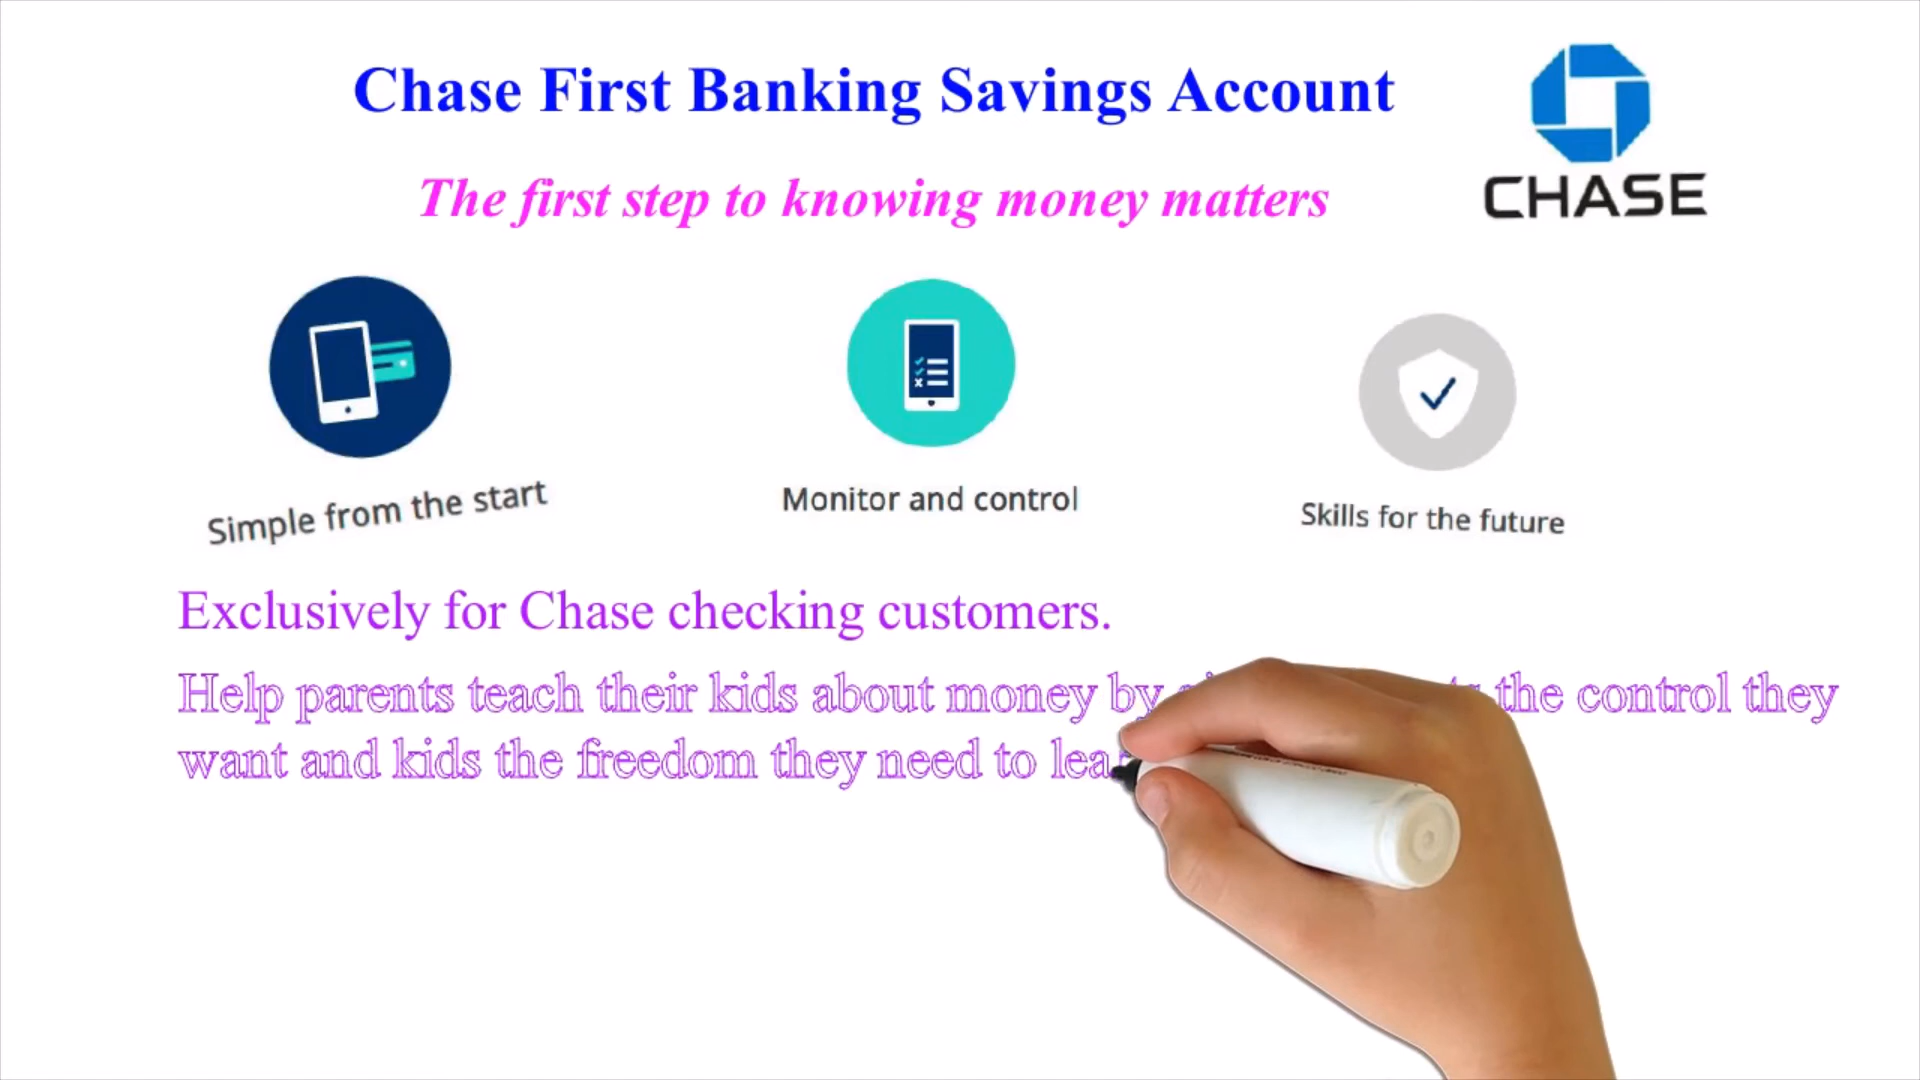 Chase First Banking Savings Account
CHASE
The first step to knowing money matters
Simple from the start
Monitor and control
Skills for the future
Exclusively for Chase checking customers.
Help parents teach their kids about money by the control they
want and kids the freedom they need to